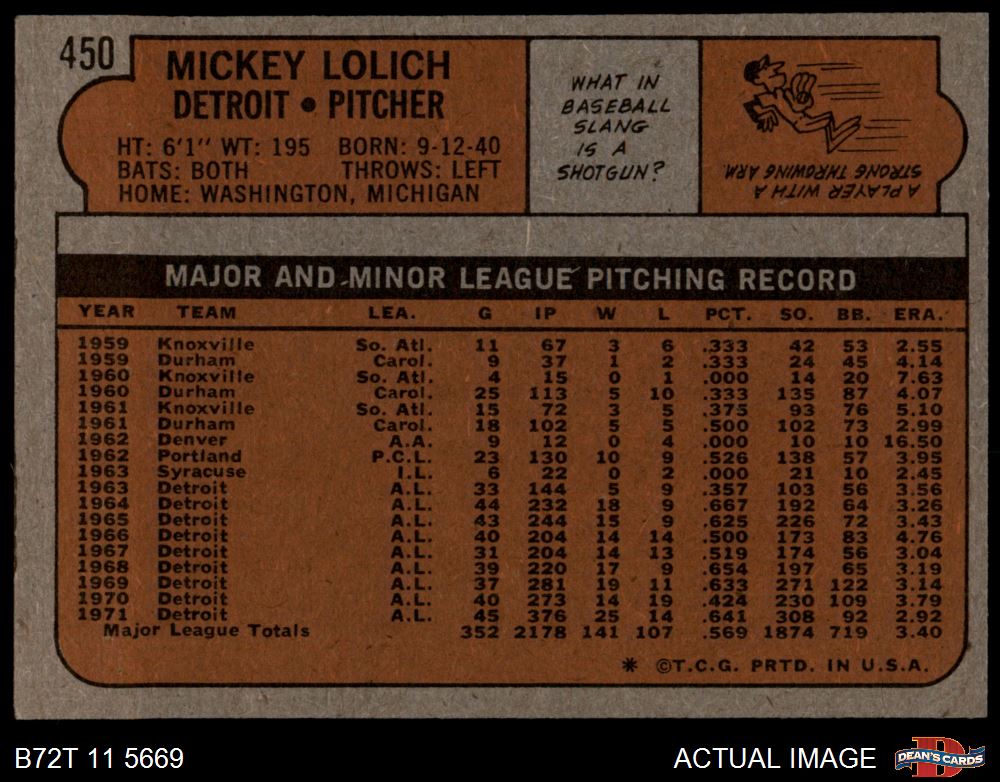 450
MICKEY LOLICH
DETROIT • PITCHER
HT: 6'1" WT: 195 BORN: 9-12-40
BATS: BOTH THROWS: LEFT
HOME: WASHINGTON, MICHIGAN
WHAT IN
BASEBALL
SLANG
IS A
SHOTGUN?
A PLAYER WITH A
STRONG THROWING ARM.
MAJOR AND MINOR LEAGUE PITCHING RECORD
YEAR TEAM LEA. G IP W L PCT. SO. BB. ERA.
1959 Knoxville So. Atl. 11 67 3 6 .333 42 53 2.55
1959 Durham Carol. 9 37 1 2 .333 24 45 4.14
1960 Knoxville So. Atl. 4 15 0 1 .000 14 20 7.63
1960 Durham Carol. 25 113 5 10 .333 135 87 4.07
1961 Knoxville So. Atl. 15 72 3 5 .375 93 76 5.10
1961 Durham Carol. 18 102 5 5 .500 102 73 2.99
1962 Denver A.A. 9 12 0 4 .000 10 10 16.50
1962 Portland P.C.L. 23 130 10 9 .526 138 57 3.95
1963 Syracuse I.L. 6 22 0 2 .000 21 10 2.45
1963 Detroit A.L. 33 144 5 9 .357 103 56 3.56
1964 Detroit A.L. 44 232 18 9 .667 192 64 3.26
1965 Detroit A.L. 43 244 15 9 .625 226 72 3.43
1966 Detroit A.L. 40 204 14 14 .500 173 83 4.76
1967 Detroit A.L. 31 204 14 13 .519 174 56 3.04
1968 Detroit A.L. 39 220 17 9 .654 197 65 3.19
1969 Detroit A.L. 37 281 19 11 .633 271 122 3.14
1970 Detroit A.L. 40 273 14 19 .424 230 109 3.79
1971 Detroit A.L. 45 376 25 14 .641 308 92 2.92
Major League Totals 352 2178 141 107 .569 1874 719 3.40
* ©T.C.G. PRTD. IN U.S.A.
B72T 11 5669
ACTUAL IMAGE
D
DEAN'S CARDS